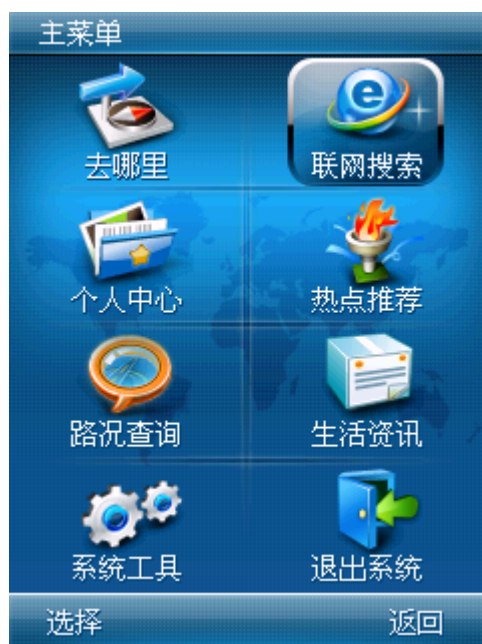 主菜单
去哪里 联网搜索
个人中心 热点推荐
路况查询 生活资讯
系统工具 退出系统
选择 返回